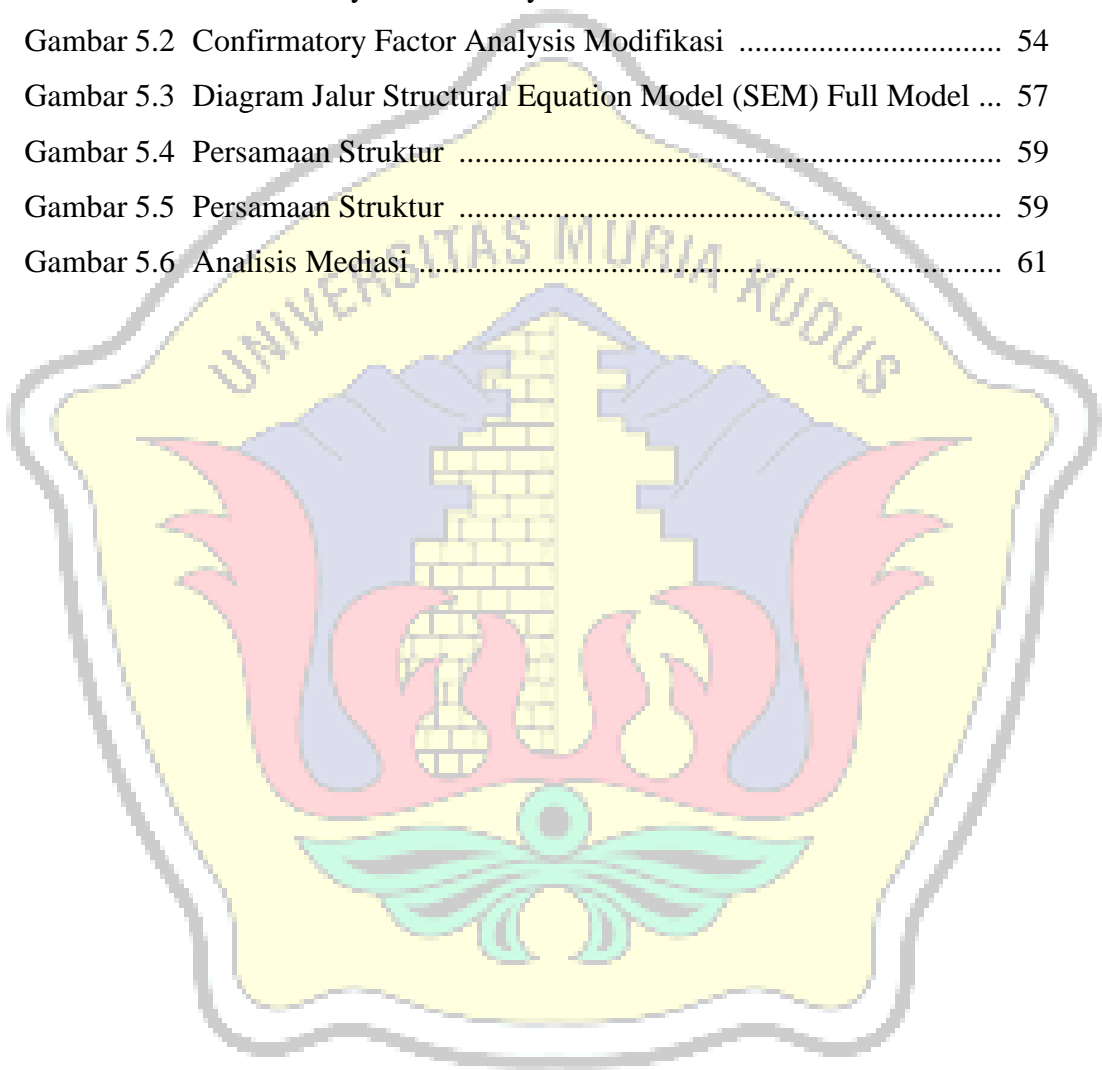 Gambar 5.2 Confirmatory Factor Analysis Modifikasi ................................ 54
Gambar 5.3 Diagram Jalur Structural Equation Model (SEM) Full Model ... 57
Gambar 5.4 Persamaan Struktur .................................................................. 59
Gambar 5.5 Persamaan Struktur .................................................................. 59
Gambar 5.6 Analisis Mediasi ....................................................................... 61
UNIVERSITAS MURIA KUDUS